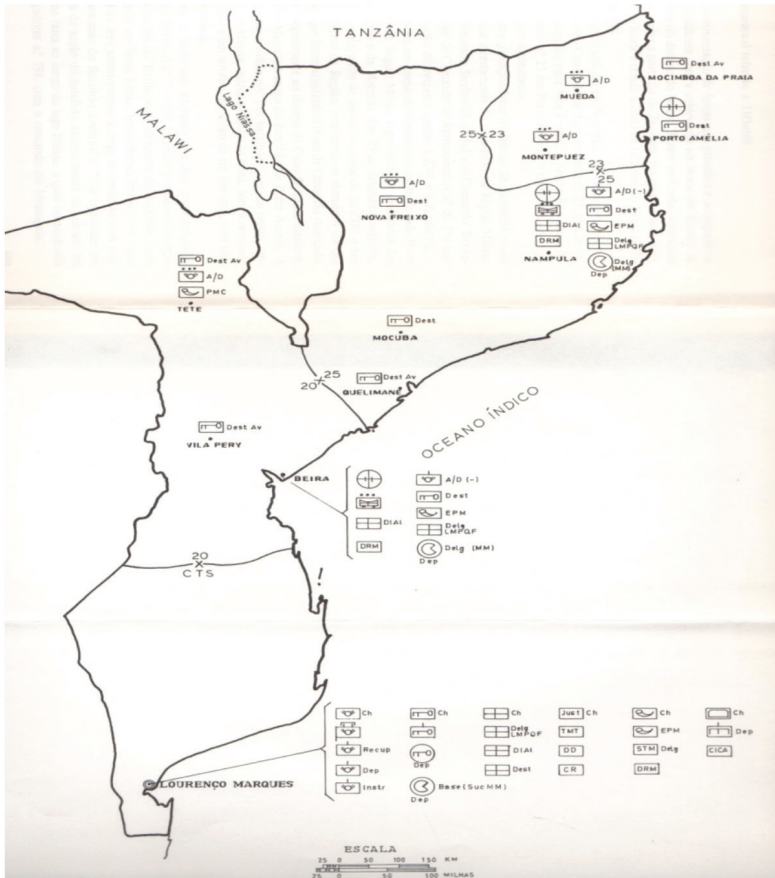 TANZÂNIA
MALAWI
Lago Niassa
Dest Av
MOCIMBOA DA PRAIA
A/D
MUEDA
Dest
PORTO AMÉLIA
25 23
A/D
MONTEPUEZ
23
25
A/D
Dest
NOVA FREIXO
A/D (-)
Dest
DIAI
EPM
DRM
Delg
LMPQF
NAMPULA
Delg
(MM)
Dep
Dest Av
A/D
PMC
TETE
Dest
MOCUBA
25
20
Dest Av
QUELIMANE
Dest Av
VILA PERY
OCEANO ÍNDICO
BEIRA
A/D (-)
Dest
EPM
DIAI
Delg
LMPQF
DRM
Delg (MM)
Dep
20
CTS
Ch
Ch
Ch
Just Ch
Ch
Ch
Delg
LMPQF
TMT
EPM
Dep
Recup
Dep
DIAI
DD
STM Delg
CICA
Dep
Dest
CR
DRM
Instr
Base (Suc MM)
Dep
LOURENÇO MARQUES
ESCALA
25 0 50 100 150 KM
25 0 50 100 MILHAS